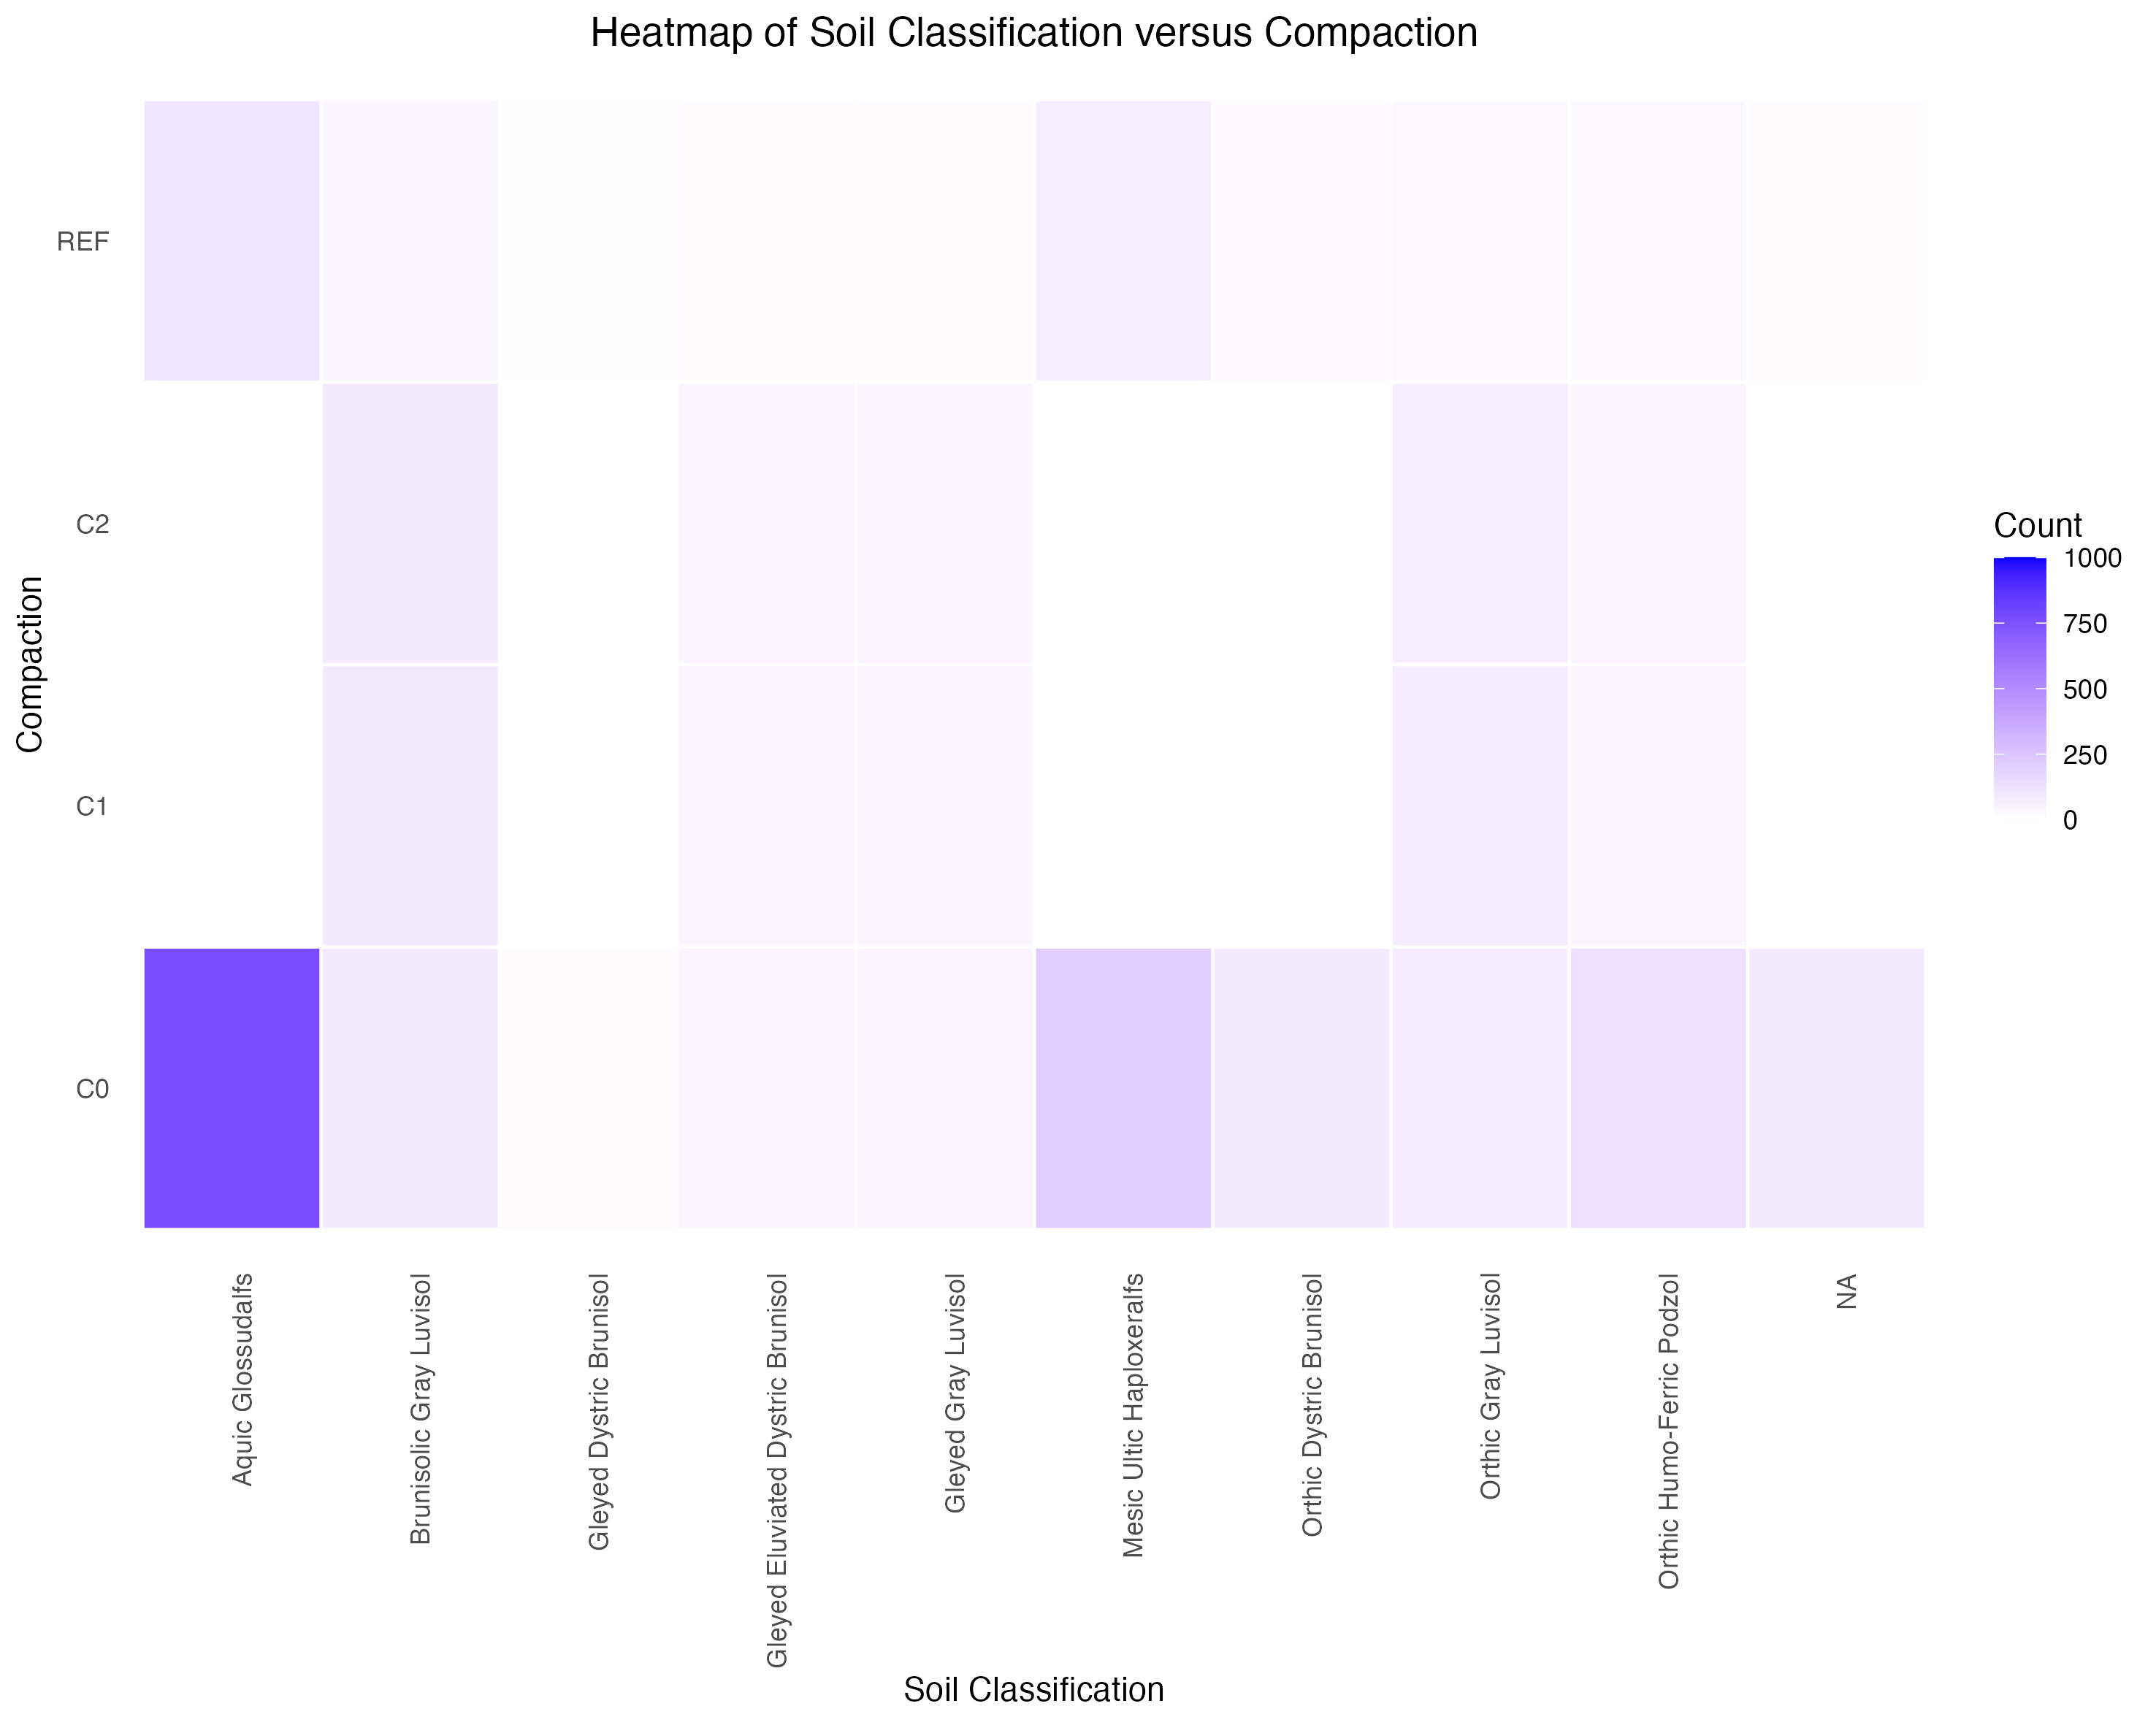 Heatmap of Soil Classification versus Compaction
Compaction
REF
C2
C1
C0
Count
1000
750
500
250
0
Aquic Glossudalfs
Brunisolic Gray Luvisol
Gleyed Dystric Brunisol
Gleyed Eluviated Dystric Brunisol
Gleyed Gray Luvisol
Mesic Ultic Haploxeralfs
Orthic Dystric Brunisol
Orthic Gray Luvisol
Orthic Humo-Ferric Podzol
NA
Soil Classification